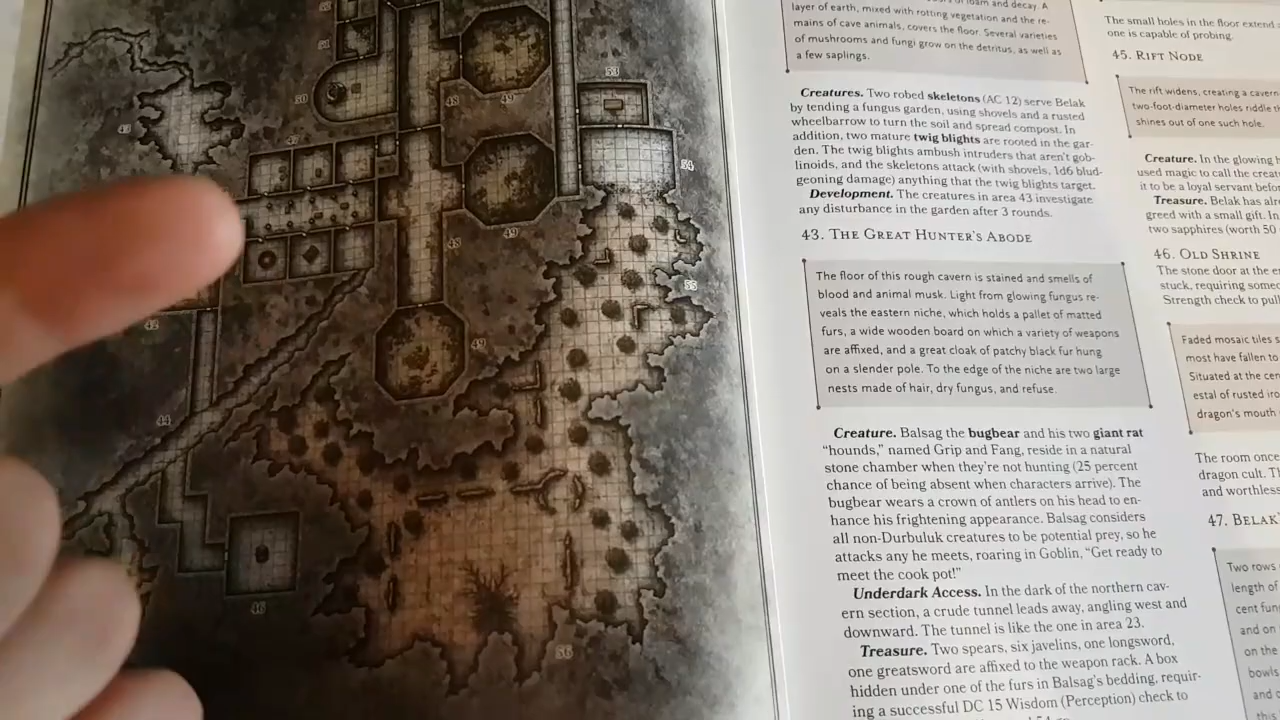 51
50
43
47
48
49
53
54
48
49
55
42
49
44
46
56
layer of earth, mixed with rotting vegetation and the re-
mains of cave animals, covers the floor. Several varieties
of mushrooms and fungi grow on the detritus, as well as
a few saplings.
Creatures. Two robed skeletons (AC 12) serve Belak
by tending a fungus garden, using shovels and a rusted
wheelbarrow to turn the soil and spread compost. In
addition, two mature twig blights are rooted in the gar-
den. The twig blights ambush intruders that aren't gob-
linoids, and the skeletons attack (with shovels, 1d6 blud-
geoning damage) anything that the twig blights target.
Development. The creatures in area 43 investigate
any disturbance in the garden after 3 rounds.
43. The Great Hunter's Abode
The floor of this rough cavern is stained and smells of
blood and animal musk. Light from glowing fungus re-
veals the eastern niche, which holds a pallet of matted
furs, a wide wooden board on which a variety of weapons
are affixed, and a great cloak of patchy black fur hung
on a slender pole. To the edge of the niche are two large
nests made of hair, dry fungus, and refuse.
Creature. Balsag the bugbear and his two giant rat
“hounds,” named Grip and Fang, reside in a natural
stone chamber when they're not hunting (25 percent
chance of being absent when characters arrive). The
bugbear wears a crown of antlers on his head to en-
hance his frightening appearance. Balsag considers
all non-Durbuluk creatures to be potential prey, so he
attacks any he meets, roaring in Goblin, “Get ready to
meet the cook pot!”
Underdark Access. In the dark of the northern cav-
ern section, a crude tunnel leads away, angling west and
downward. The tunnel is like the one in area 23.
Treasure. Two spears, six javelins, one longsword,
one greatsword are affixed to the weapon rack. A box
hidden under one of the furs in Balsag's bedding, requir-
ing a successful DC 15 Wisdom (Perception) check to
The small holes in the floor extend
one is capable of probing.
45. Rift Node
The rift widens, creating a cavern
two-foot-diameter holes riddle
shines out of one such hole.
Creature. In the glowing
used magic to call the
it to be a loyal servant
Treasure. Belak has
greed with a small gift. In
two sapphires (worth 50
46. Old Shrine
The stone door at the
stuck, requiring
Strength check to
Faded mosaic tiles
most have fallen to
Situated at the
of rusted
dragon's mouth
The room once
dragon cult.
and
47.
Two rows
length of
cent
and on
on the
bowls
and
this